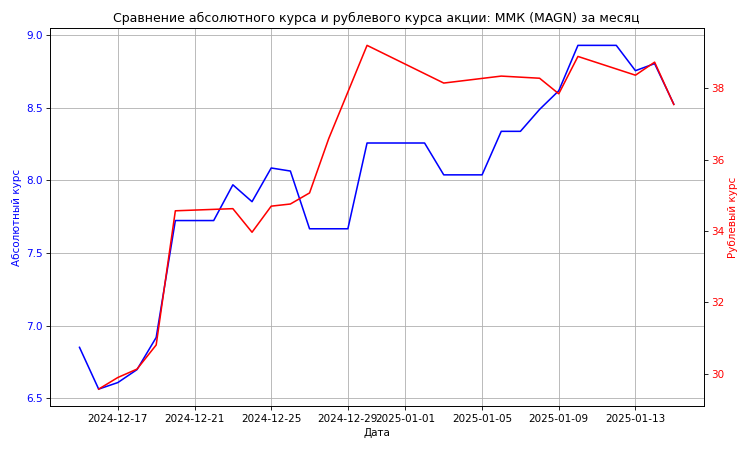 Сравнение абсолютного курса и рублевого курса акции: ММК (MAGN) за месяц
9.0
8.5
8.0
7.5
7.0
6.5
Абсолютный курс
38
36
34
32
30
Рублевый курс
2024-12-17 2024-12-21 2024-12-25 2024-12-29 2025-01-01 2025-01-05 2025-01-09 2025-01-13
Дата